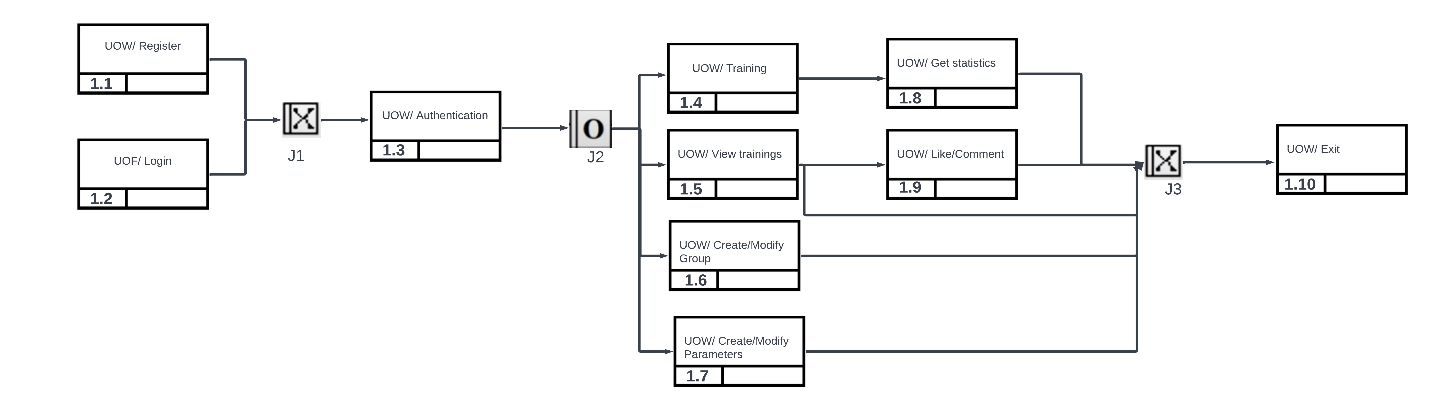 UOW/ Register
1.1
UOF/ Login
1.2
X
J1
UOW/ Authentication
1.3
O
J2
UOW/ Training
1.4
UOW/ View trainings
1.5
UOW/ Create/Modify
Group
1.6
UOW/ Create/Modify
Parameters
1.7
UOW/ Get statistics
1.8
UOW/ Like/Comment
1.9
X
J3
UOW/ Exit
1.10